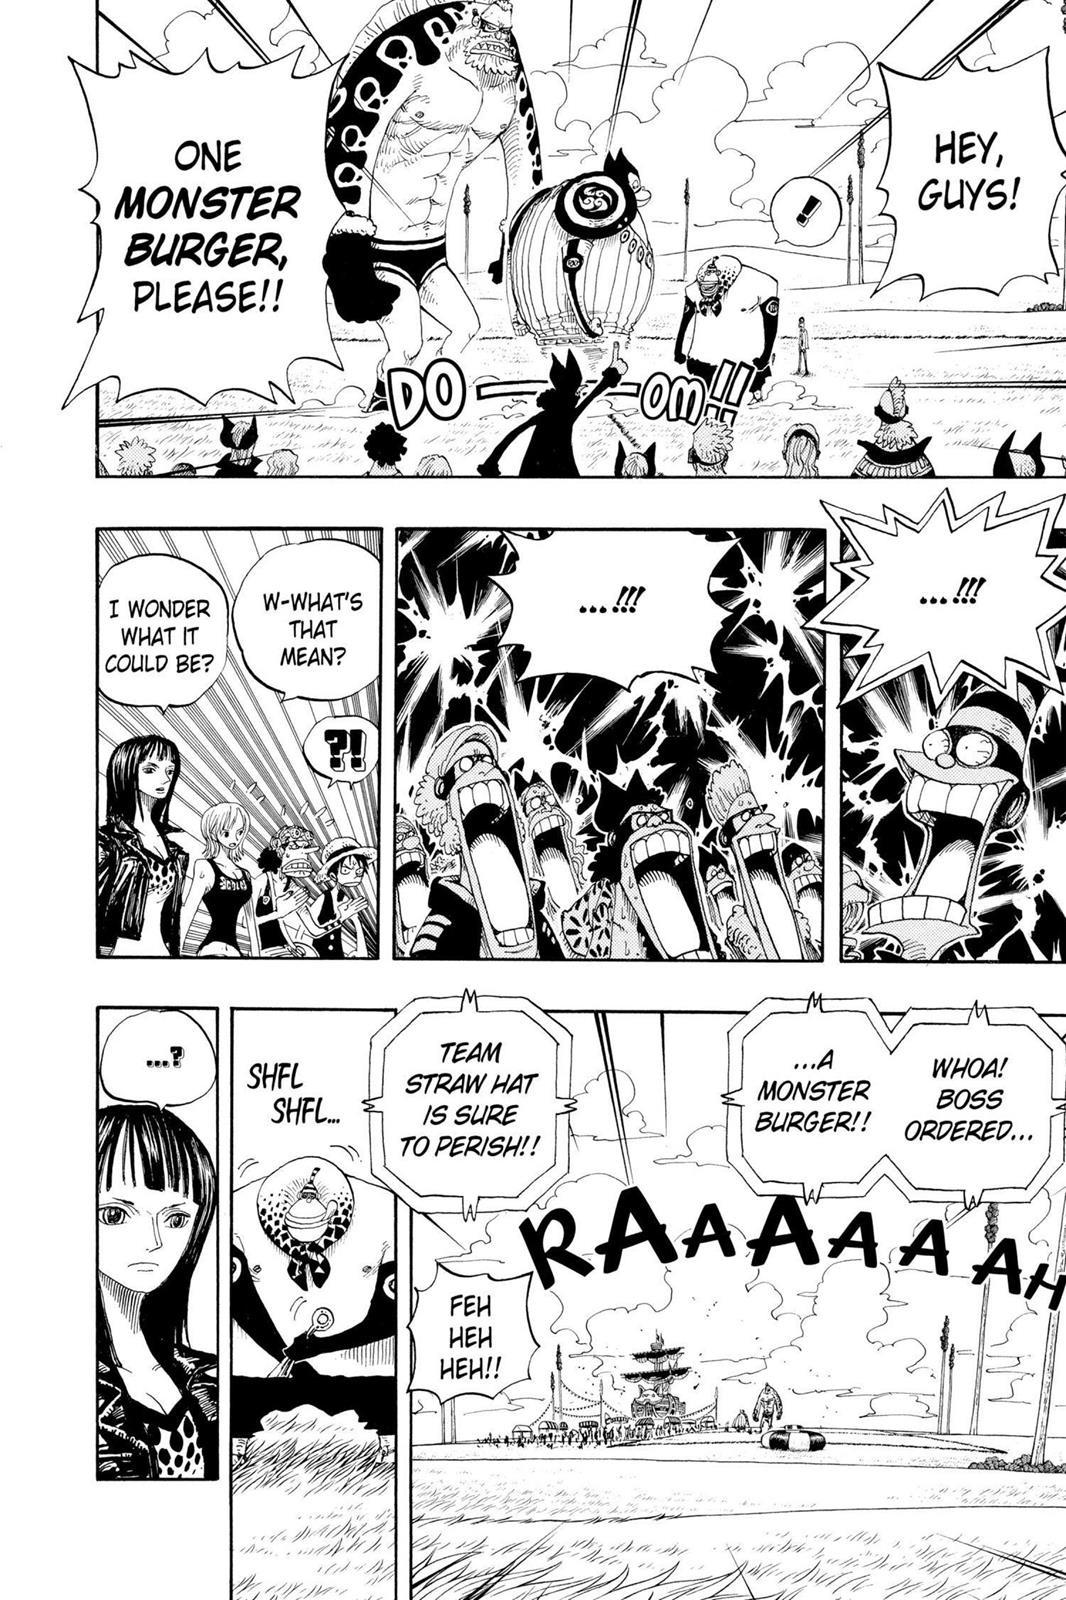 HEY,
GUYS!
!
ONE
MONSTER
BURGER,
PLEASE!!
DO—OM!!
...!!!
...!!!
W-WHAT'S
THAT
MEAN?
I WONDER
WHAT IT
COULD BE?
?!
WHOA!
BOSS
ORDERED...
...A
MONSTER
BURGER!!
TEAM
STRAW HAT
IS SURE
TO PERISH!!
RAAAAAAAH
FEH
HEH
HEH!!
SHFL
SHFL...
...?